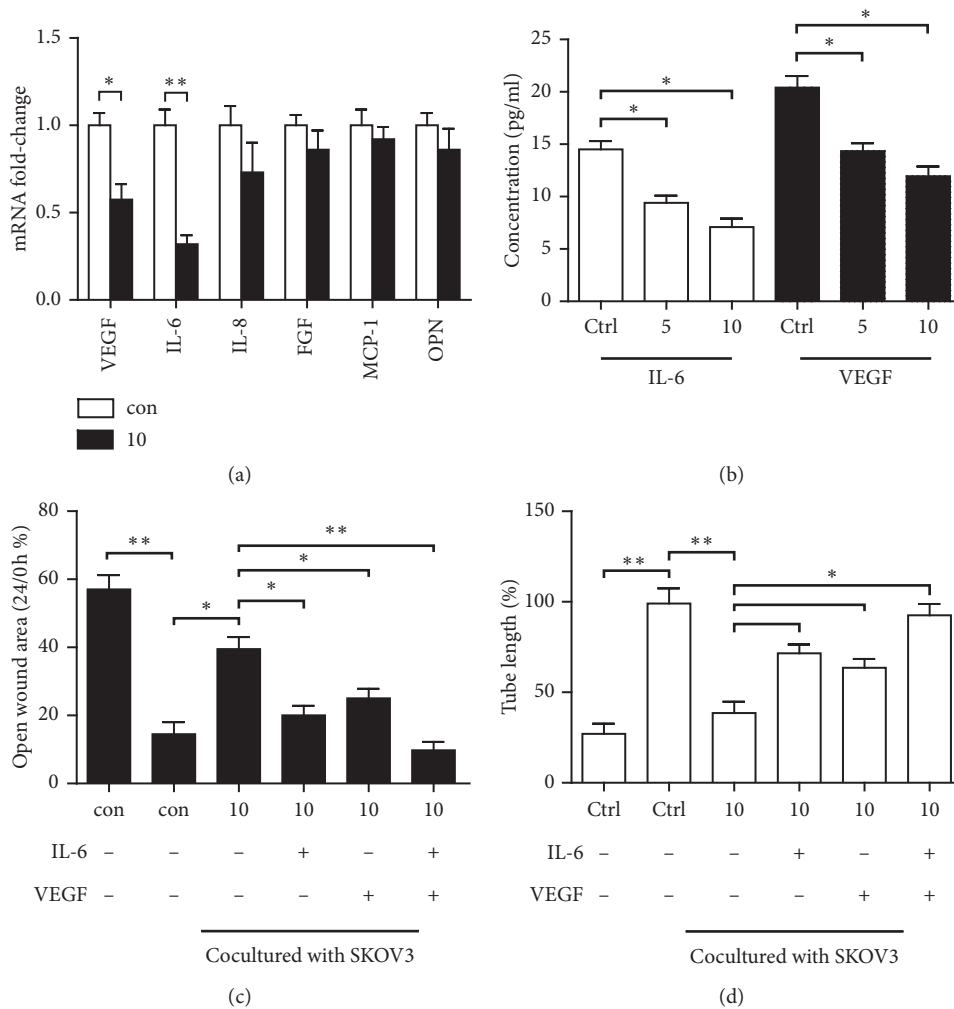 1.5
1.0
0.5
0.0
mRNA fold-change
* **
VEGF
IL-6
IL-8
FGF
MCP-1
OPN
con
10
(a)
25
20
15
10
5
0
Concentration (pg/ml)
* * * *
Ctrl 5 10 Ctrl 5 10
IL-6 VEGF
(b)
80
60
40
20
0
Open wound area (24/0h %)
** * * * **
con con 10 10 10 10
IL-6 – – – + – +
VEGF – – – – + +
Cocultured with SKOV3
(c)
150
100
50
0
Tube length (%)
** ** *
Ctrl Ctrl 10 10 10 10
IL-6 – – – + – +
VEGF – – – – + +
Cocultured with SKOV3
(d)